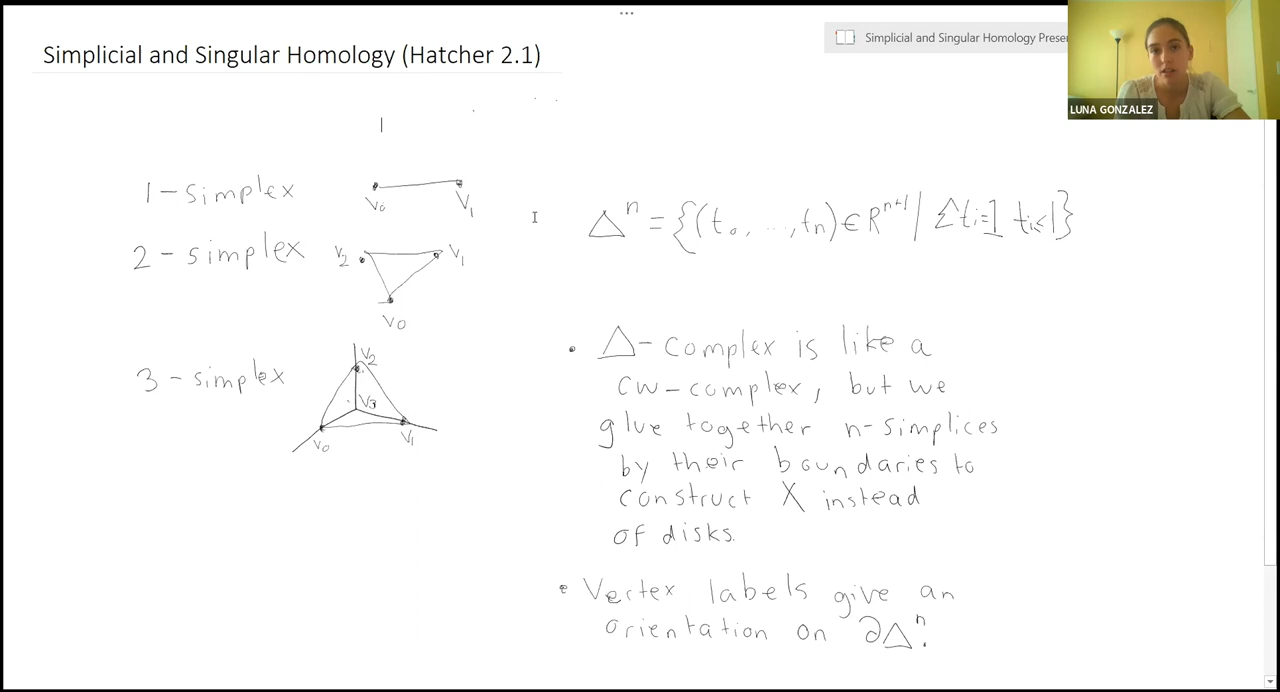 Simplicial and Singular Homology (Hatcher 2.1)
Simplicial and Singular Homology Prese
LUNA GONZALEZ
1
1-simplex
V₀ V₁
2-simplex
V₂ V₁
V₀
3-simplex
V₂
V₃
V₀ V₁
Δⁿ = {(t₀, ..., tₙ) ∈ Rⁿ⁺¹ | Σtᵢ=1 tᵢ≤1}
• Δ-complex is like a
cw-complex, but we
glue together n-simplices
by their boundaries to
construct X instead
of disks.
• Vertex labels give an
orientation on ∂Δⁿ.